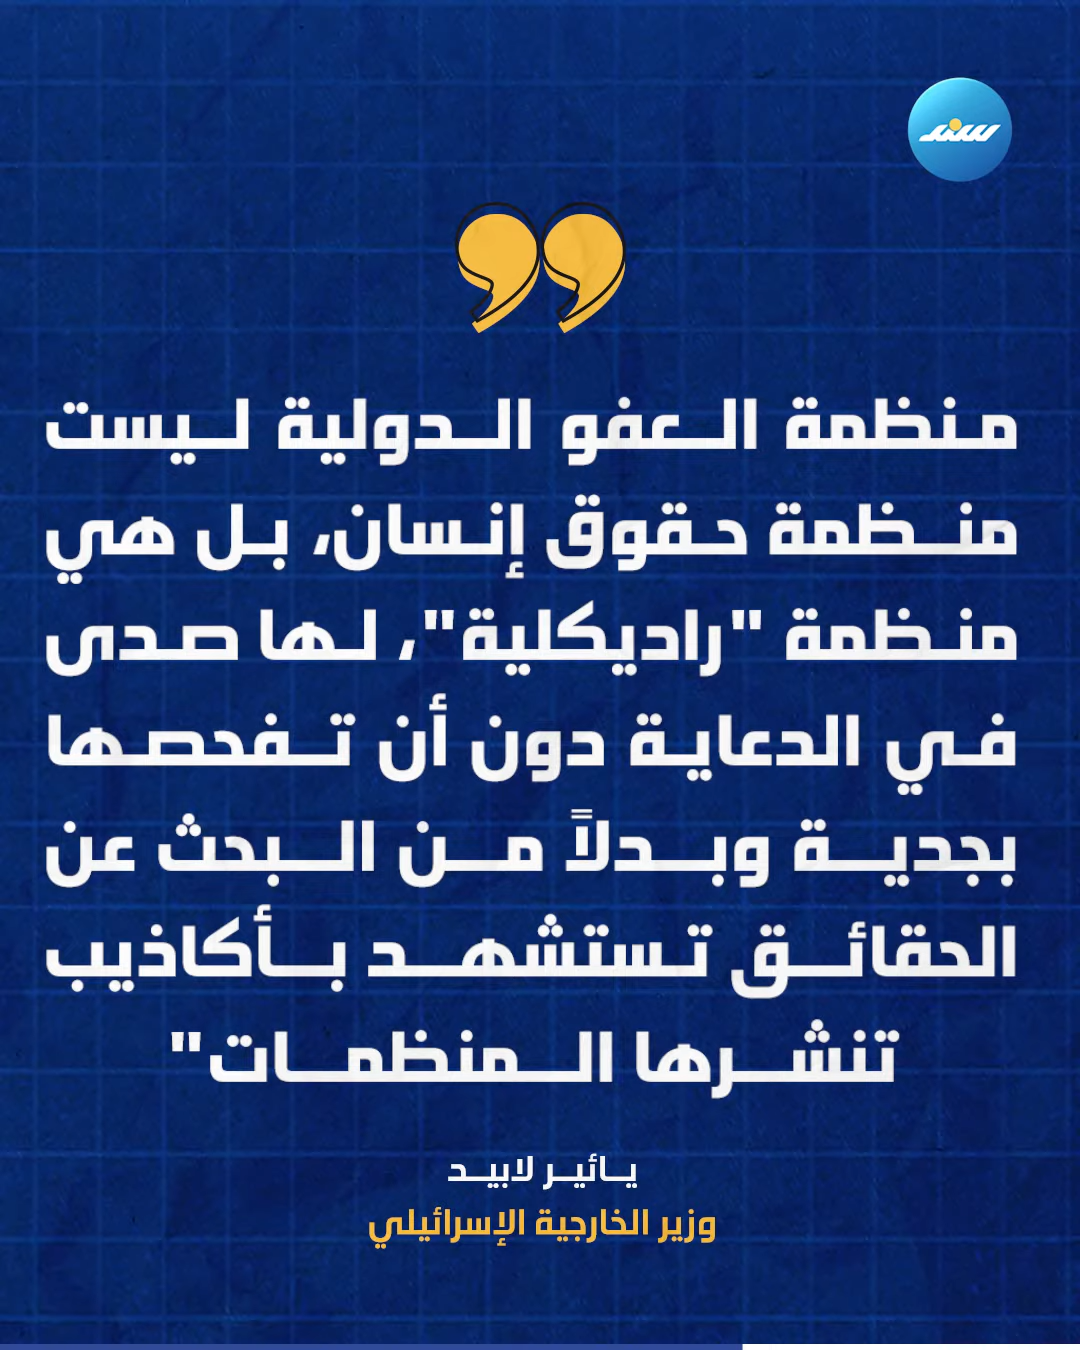 سند
منظمة العفو الدولية ليست
منظمة حقوق إنسان، بل هي
منظمة "راديكلية"، لها صدى
في الدعاية دون أن تفحصها
بجدية وبدلاً من البحث عن
الحقائق تستشهد بأكاذيب
تنشرها المنظمات"
يائير لابيد
وزير الخارجية الإسرائيلي